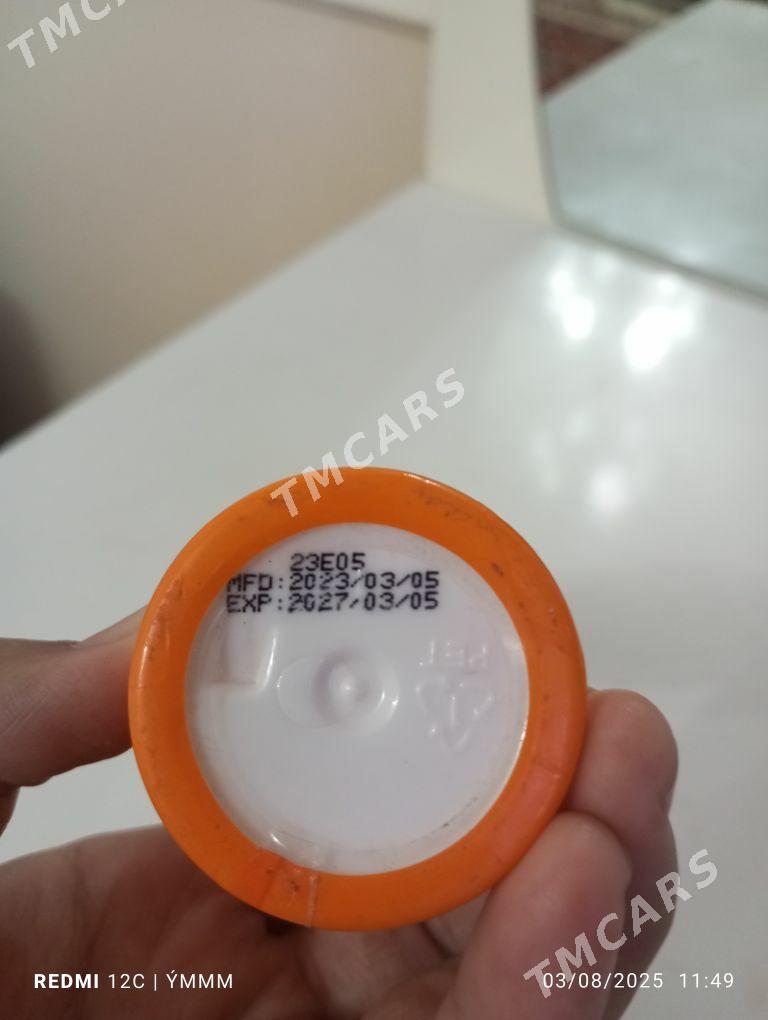 TMCARS
TMCARS
23E05
MFD:2023/03/05
EXP:2027/03/05
PET
1
TMCARS
REDMI 12C | ÝMMM
03/08/2025 11:49